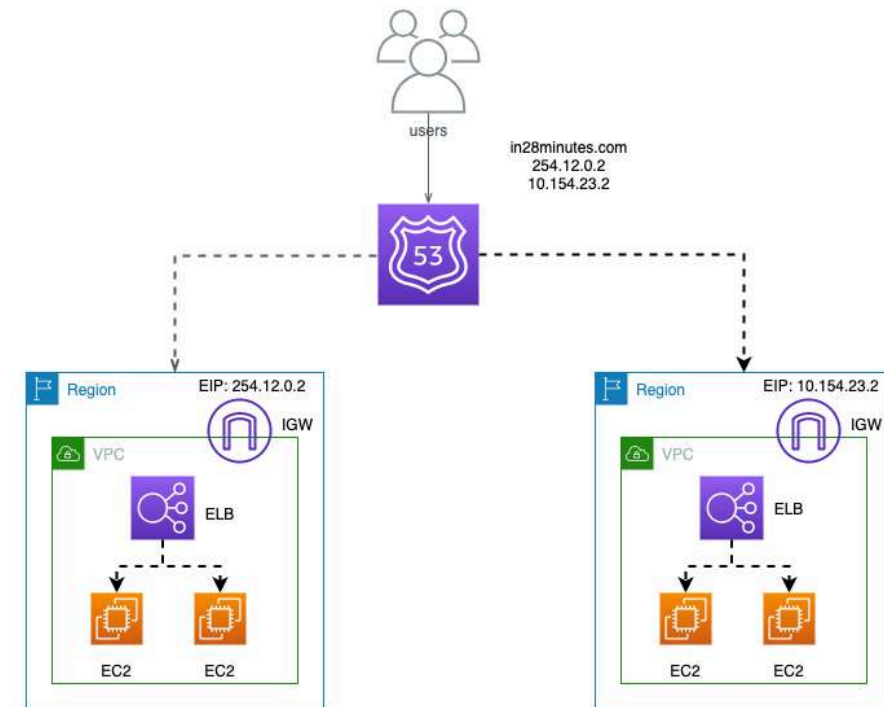 users
in28minutes.com
254.12.0.2
10.154.23.2
53
Region
EIP: 254.12.0.2
IGW
VPC
ELB
EC2
EC2
Region
EIP: 10.154.23.2
IGW
VPC
ELB
EC2
EC2